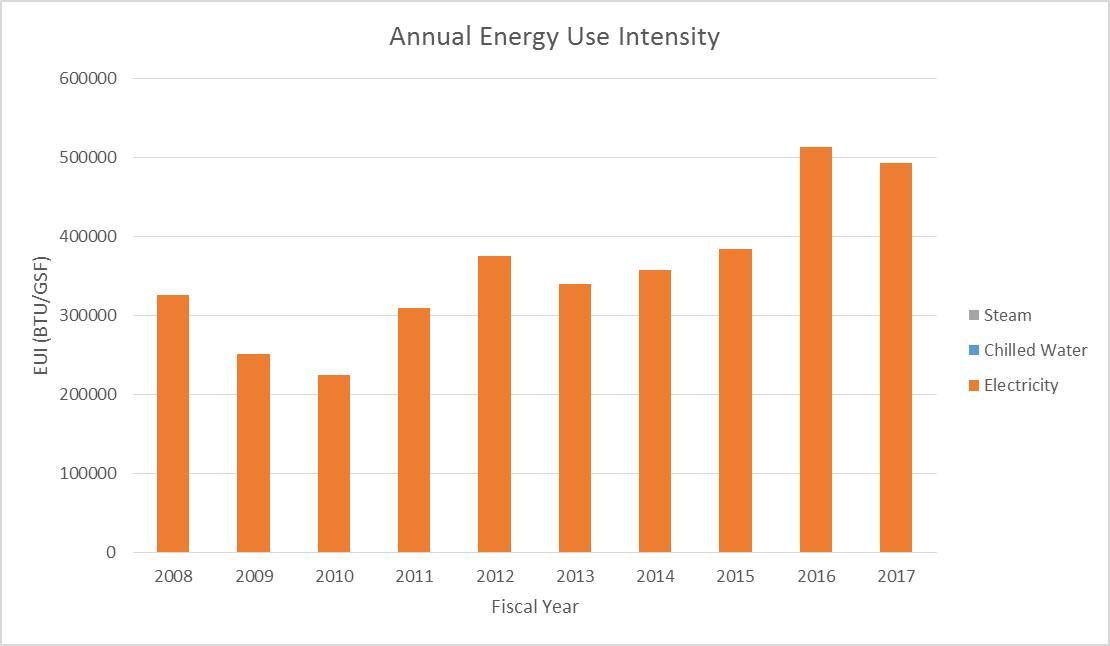 Annual Energy Use Intensity
600000
500000
400000
300000
200000
100000
0
EUI (BTU/GSF)
2008 2009 2010 2011 2012 2013 2014 2015 2016 2017
Fiscal Year
Steam
Chilled Water
Electricity